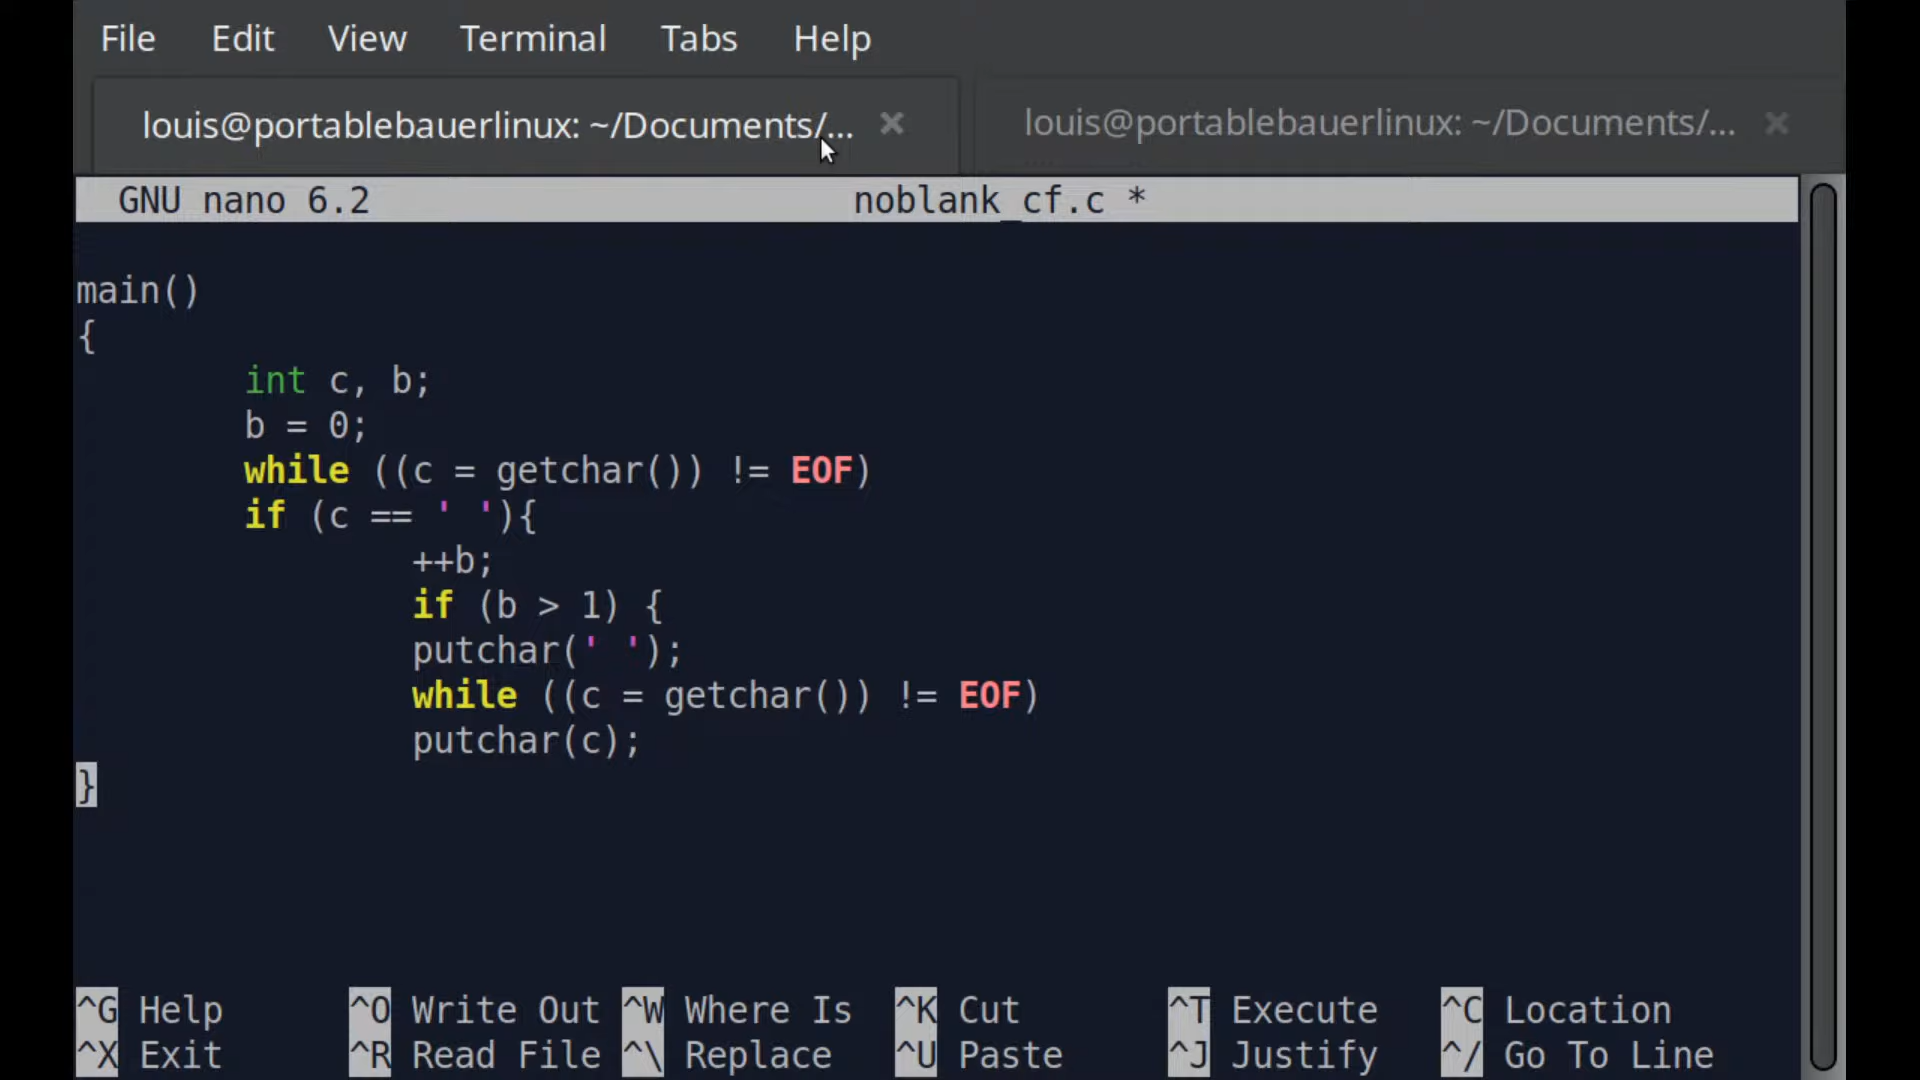 File Edit View Terminal Tabs Help
louis@portablebauerlinux: ~/Documents/... × louis@portablebauerlinux: ~/Documents/... ×
GNU nano 6.2 noblank_cf.c *
main()
{
int c, b;
b = 0;
while ((c = getchar()) != EOF)
if (c == ' '){
++b;
if (b > 1) {
putchar(' ');
while ((c = getchar()) != EOF)
putchar(c);
}
^G Help ^O Write Out ^W Where Is ^K Cut ^T Execute ^C Location
^X Exit ^R Read File ^\ Replace ^U Paste ^J Justify ^/ Go To Line